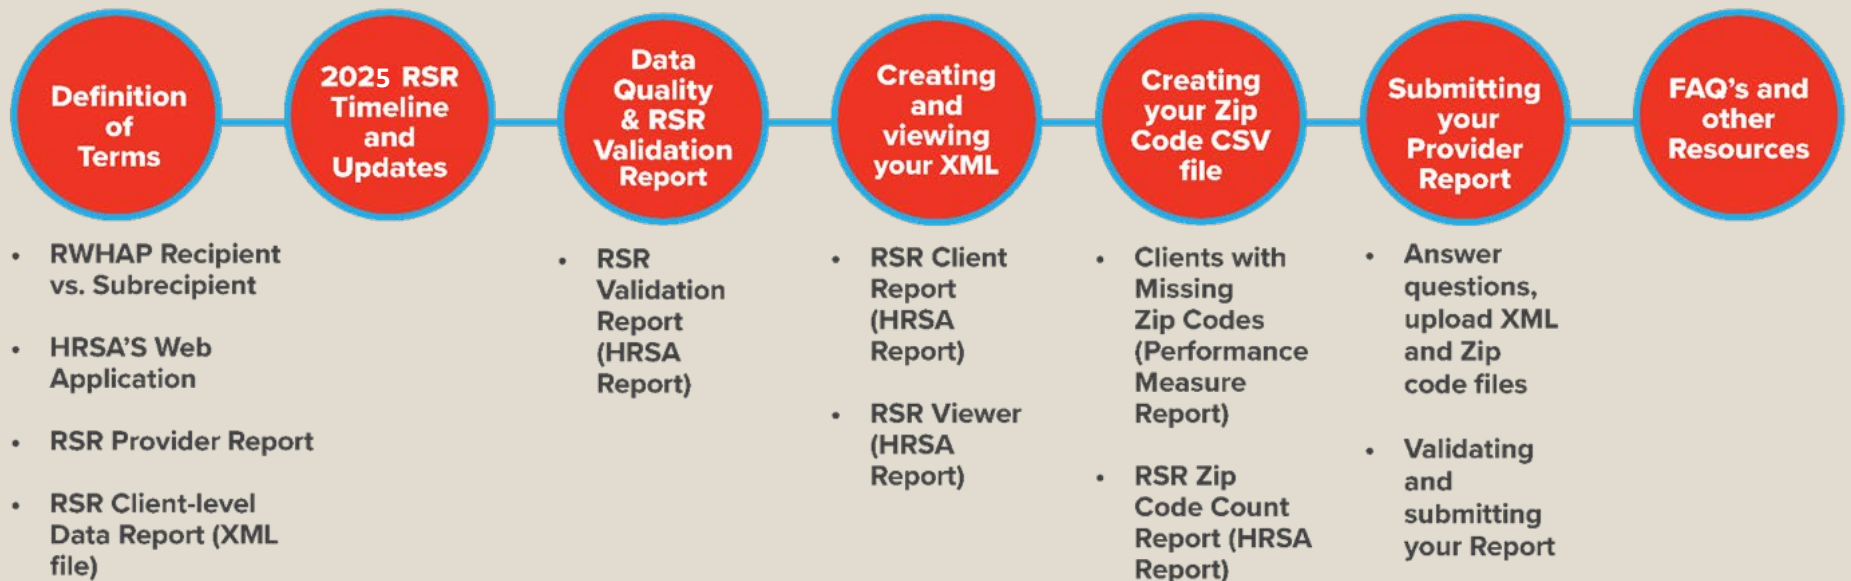 Definition
of
Terms
2025 RSR
Timeline
and
Updates
Data
Quality
& RSR
Validation
Report
Creating
and
viewing
your XML
Creating
your Zip
Code CSV
file
Submitting
your
Provider
Report
FAQ's and
other
Resources
• RWHAP Recipient
vs. Subrecipient
• HRSA'S Web
Application
• RSR Provider Report
• RSR Client-level
Data Report (XML
file)
• RSR
Validation
Report
(HRSA
Report)
• RSR Client
Report
(HRSA
Report)
• RSR Viewer
(HRSA
Report)
• Clients with
Missing
Zip Codes
(Performance
Measure
Report)
• RSR Zip
Code Count
Report (HRSA
Report)
• Answer
questions,
upload XML
and Zip
code files
• Validating
and
submitting
your Report